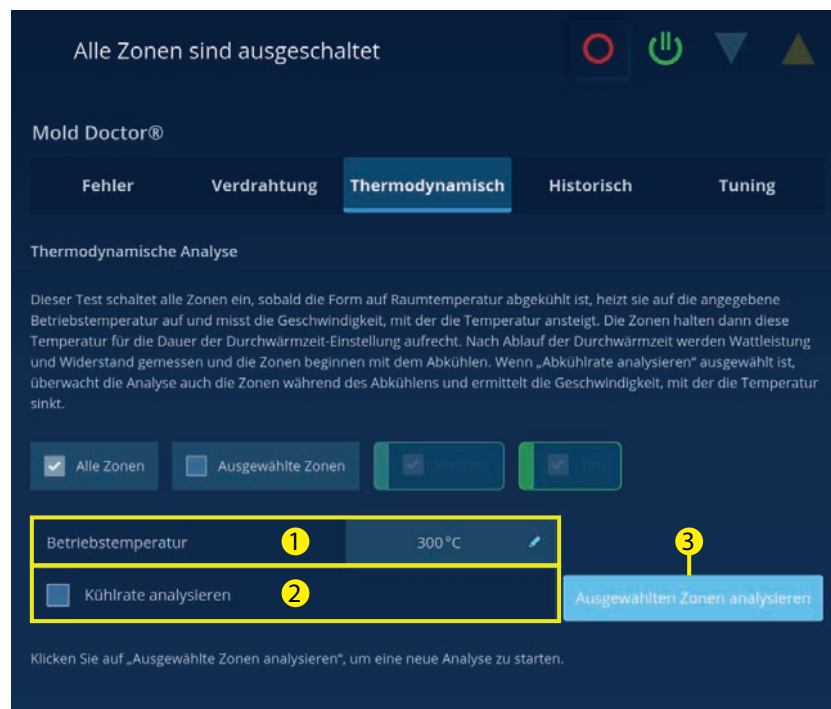 Alle Zonen sind ausgeschaltet
Mold Doctor®
Fehler Verdrahtung Thermodynamisch Historisch Tuning
Thermodynamische Analyse
Dieser Test schaltet alle Zonen ein, sobald die Form auf Raumtemperatur abgekühlt ist, heizt sie auf die angegebene
Betriebstemperatur auf und misst die Geschwindigkeit, mit der die Temperatur ansteigt. Die Zonen halten dann diese
Temperatur für die Dauer der Durchwärmzeit-Einstellung aufrecht. Nach Ablauf der Durchwärmzeit werden Wattleistung
und Widerstand gemessen und die Zonen beginnen mit dem Abkühlen. Wenn „Abkühlrate analysieren" ausgewählt ist,
überwacht die Analyse auch die Zonen während des Abkühlens und ermittelt die Geschwindigkeit, mit der die Temperatur
sinkt.
Alle Zonen Ausgewählte Zonen
Betriebstemperatur 1 300 °C 3
Kühlrate analysieren 2 Ausgewählten Zonen analysieren
Klicken Sie auf „Ausgewählte Zonen analysieren", um eine neue Analyse zu starten.